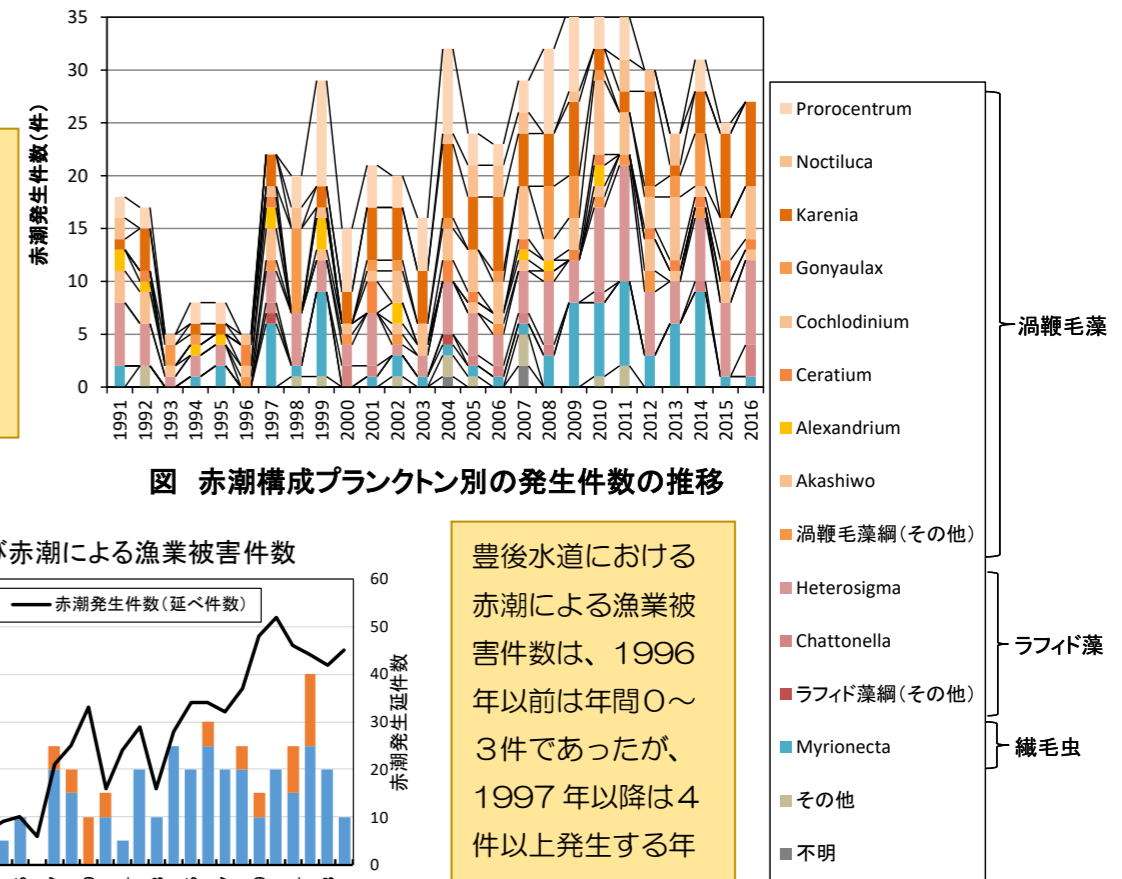 35
30
25
20
15
10
5
0
赤潮発生件数(件)
1991
1992
1993
1994
1995
1996
1997
1998
1999
2000
2001
2002
2003
2004
2005
2006
2007
2008
2009
2010
2011
2012
2013
2014
2015
2016
図 赤潮構成プランクトン別の発生件数の推移
Prorocentrum
Noctiluca
Karenia
Gonyaulax
Cochlodinium
Ceratium
Alexandrium
Akashiwo
渦鞭毛藻綱(その他)
Heterosigma
Chattonella
ラフィド藻綱(その他)
Myrionecta
その他
不明
渦鞭毛藻
ラフィド藻
繊毛虫
赤潮による漁業被害件数
赤潮発生件数(延べ件数)
60
50
40
30
20
10
0
赤潮発生延件数
豊後水道における
赤潮による漁業被
害件数は、1996
年以前は年間0~
3件であったが、
1997年以降は4
件以上発生する年